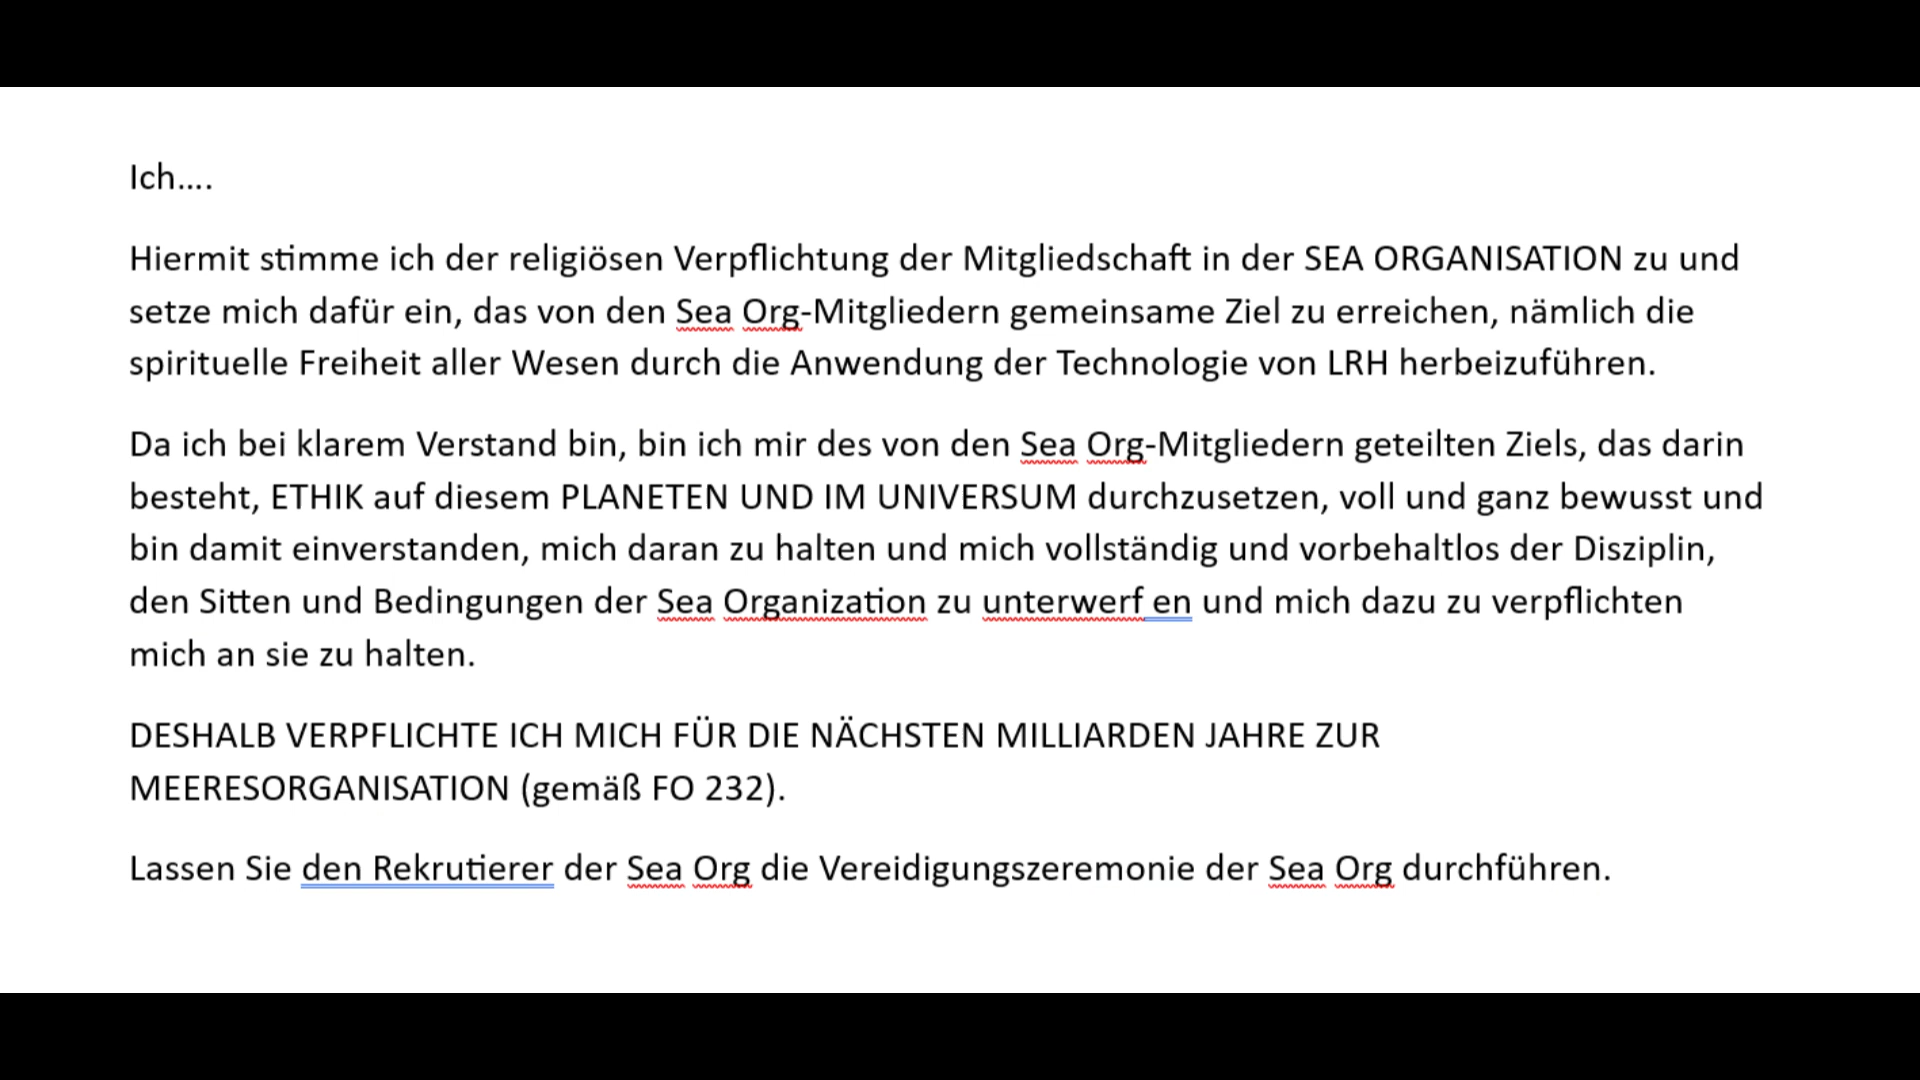 Ich....
Hiermit stimme ich der religiösen Verpflichtung der Mitgliedschaft in der SEA ORGANISATION zu und
setze mich dafür ein, das von den Sea Org-Mitgliedern gemeinsame Ziel zu erreichen, nämlich die
spirituelle Freiheit aller Wesen durch die Anwendung der Technologie von LRH herbeizuführen.
Da ich bei klarem Verstand bin, bin ich mir des von den Sea Org-Mitgliedern geteilten Ziels, das darin
besteht, ETHIK auf diesem PLANETEN UND IM UNIVERSUM durchzusetzen, voll und ganz bewusst und
bin damit einverstanden, mich daran zu halten und mich vollständig und vorbehaltlos der Disziplin,
den Sitten und Bedingungen der Sea Organization zu unterwerf en und mich dazu zu verpflichten
mich an sie zu halten.
DESHALB VERPFLICHTE ICH MICH FÜR DIE NÄCHSTEN MILLIARDEN JAHRE ZUR
MEERESORGANISATION (gemäß FO 232).
Lassen Sie den Rekrutierer der Sea Org die Vereidigungszeremonie der Sea Org durchführen.